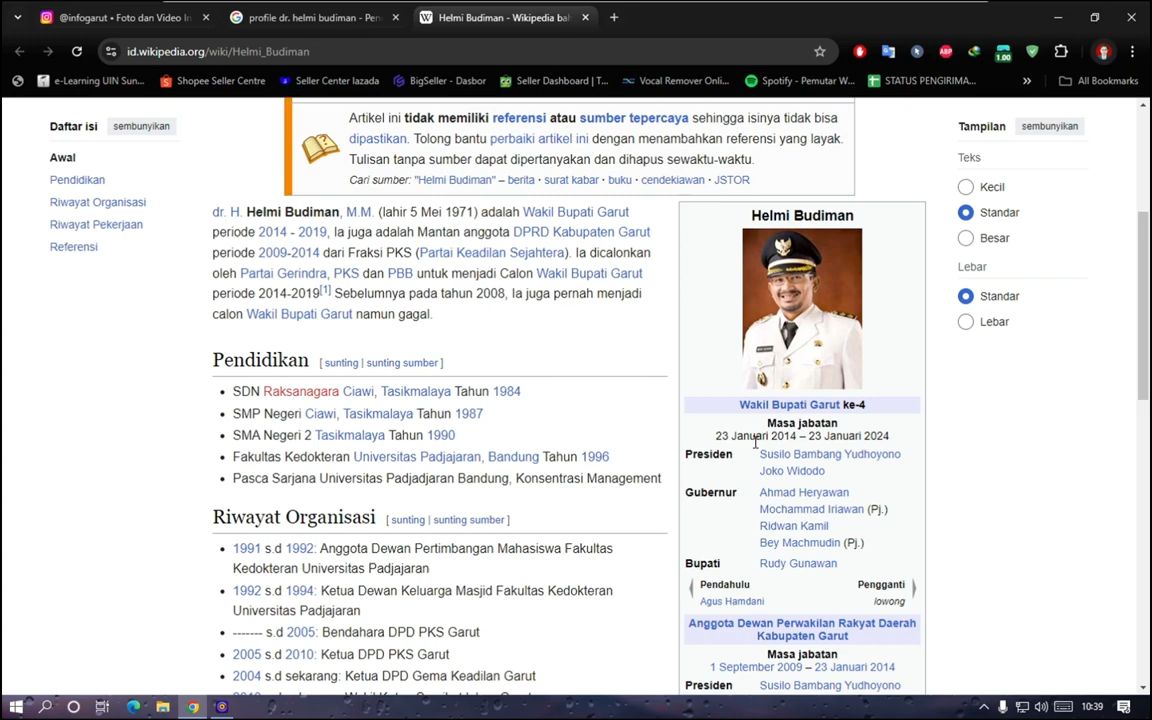 @infogarut • Foto dan Video In
profile dr. helmi budiman - Pen
Helmi Budiman - Wikipedia bah
id.wikipedia.org/wiki/Helmi_Budiman
ABP
1.00
e-Learning UIN Sun...
Shopee Seller Centre
Seller Center lazada
BigSeller - Dasbor
Seller Dashboard | T...
Vocal Remover Onli...
Spotify - Pemutar W...
STATUS PENGIRIMA...
All Bookmarks
Daftar isi sembunyikan
Awal
Pendidikan
Riwayat Organisasi
Riwayat Pekerjaan
Referensi
Artikel ini tidak memiliki referensi atau sumber tepercaya sehingga isinya tidak bisa
dipastikan. Tolong bantu perbaiki artikel ini dengan menambahkan referensi yang layak.
Tulisan tanpa sumber dapat dipertanyakan dan dihapus sewaktu-waktu.
Cari sumber: "Helmi Budiman" – berita · surat kabar · buku · cendekiawan · JSTOR
dr. H. Helmi Budiman, M.M. (lahir 5 Mei 1971) adalah Wakil Bupati Garut
periode 2014 - 2019, Ia juga adalah Mantan anggota DPRD Kabupaten Garut
periode 2009-2014 dari Fraksi PKS (Partai Keadilan Sejahtera). Ia dicalonkan
oleh Partai Gerindra, PKS dan PBB untuk menjadi Calon Wakil Bupati Garut
periode 2014-2019[1] Sebelumnya pada tahun 2008, Ia juga pernah menjadi
calon Wakil Bupati Garut namun gagal.
Pendidikan [ sunting | sunting sumber ]
SDN Raksanagara Ciawi, Tasikmalaya Tahun 1984
SMP Negeri Ciawi, Tasikmalaya Tahun 1987
SMA Negeri 2 Tasikmalaya Tahun 1990
Fakultas Kedokteran Universitas Padjajaran, Bandung Tahun 1996
Pasca Sarjana Universitas Padjadjaran Bandung, Konsentrasi Management
Riwayat Organisasi [ sunting | sunting sumber ]
1991 s.d 1992: Anggota Dewan Pertimbangan Mahasiswa Fakultas
Kedokteran Universitas Padjajaran
1992 s.d 1994: Ketua Dewan Keluarga Masjid Fakultas Kedokteran
Universitas Padjajaran
------- s.d 2005: Bendahara DPD PKS Garut
2005 s.d 2010: Ketua DPD PKS Garut
2004 s.d sekarang: Ketua DPD Gema Keadilan Garut
Helmi Budiman
Wakil Bupati Garut ke-4
Masa jabatan
23 Januari 2014 – 23 Januari 2024
Presiden Susilo Bambang Yudhoyono
Joko Widodo
Gubernur Ahmad Heryawan
Mochammad Iriawan (Pj.)
Ridwan Kamil
Bey Machmudin (Pj.)
Bupati Rudy Gunawan
Pendahulu Pengganti
Agus Hamdani lowong
Anggota Dewan Perwakilan Rakyat Daerah
Kabupaten Garut
Masa jabatan
1 September 2009 – 23 Januari 2014
Presiden Susilo Bambang Yudhoyono
Tampilan sembunyikan
Teks
Kecil
Standar
Besar
Lebar
Standar
Lebar
10:39